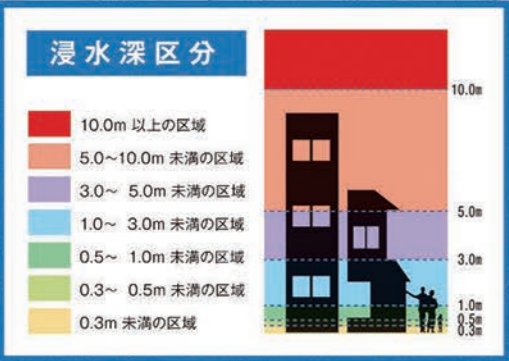 浸水深区分
10.0m 以上の区域
5.0～10.0m 未満の区域
3.0～ 5.0m 未満の区域
1.0～ 3.0m 未満の区域
0.5～ 1.0m 未満の区域
0.3～ 0.5m 未満の区域
0.3m 未満の区域
10.0m
5.0m
3.0m
1.0m
0.5m
0.3m